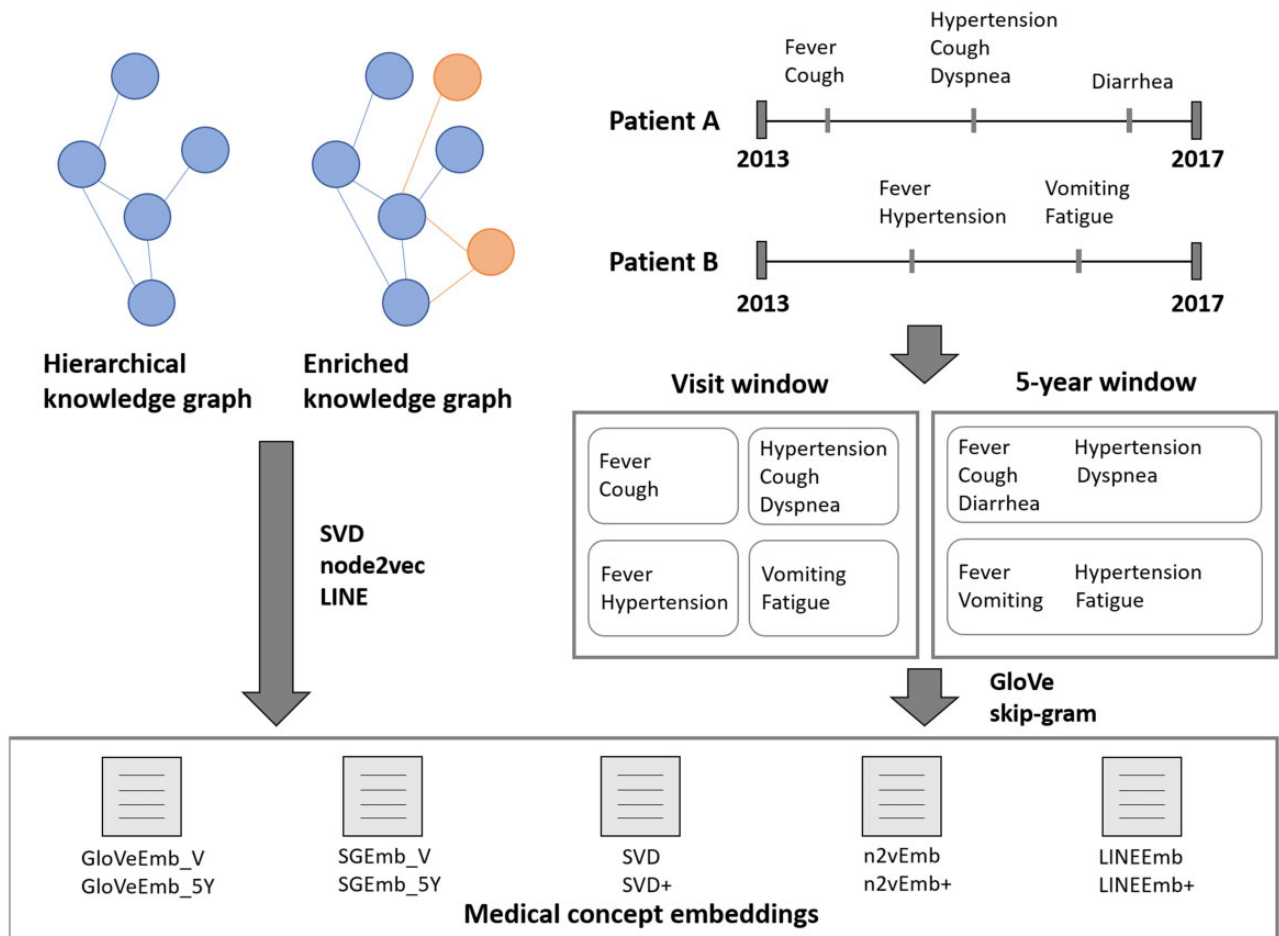 Hierarchical
knowledge graph
Enriched
knowledge graph
SVD
node2vec
LINE
Patient A
Fever
Cough
Hypertension
Cough
Dyspnea
Diarrhea
2013
2017
Patient B
Fever
Hypertension
Vomiting
Fatigue
2013
2017
Visit window
Fever
Cough
Hypertension
Cough
Dyspnea
Fever
Hypertension
Vomiting
Fatigue
5-year window
Fever
Cough
Diarrhea
Hypertension
Dyspnea
Fever
Vomiting
Hypertension
Fatigue
GloVe
skip-gram
GloVeEmb_V
GloVeEmb_5Y
SGEmb_V
SGEmb_5Y
SVD
SVD+
n2vEmb
n2vEmb+
LINEEmb
LINEEmb+
Medical concept embeddings